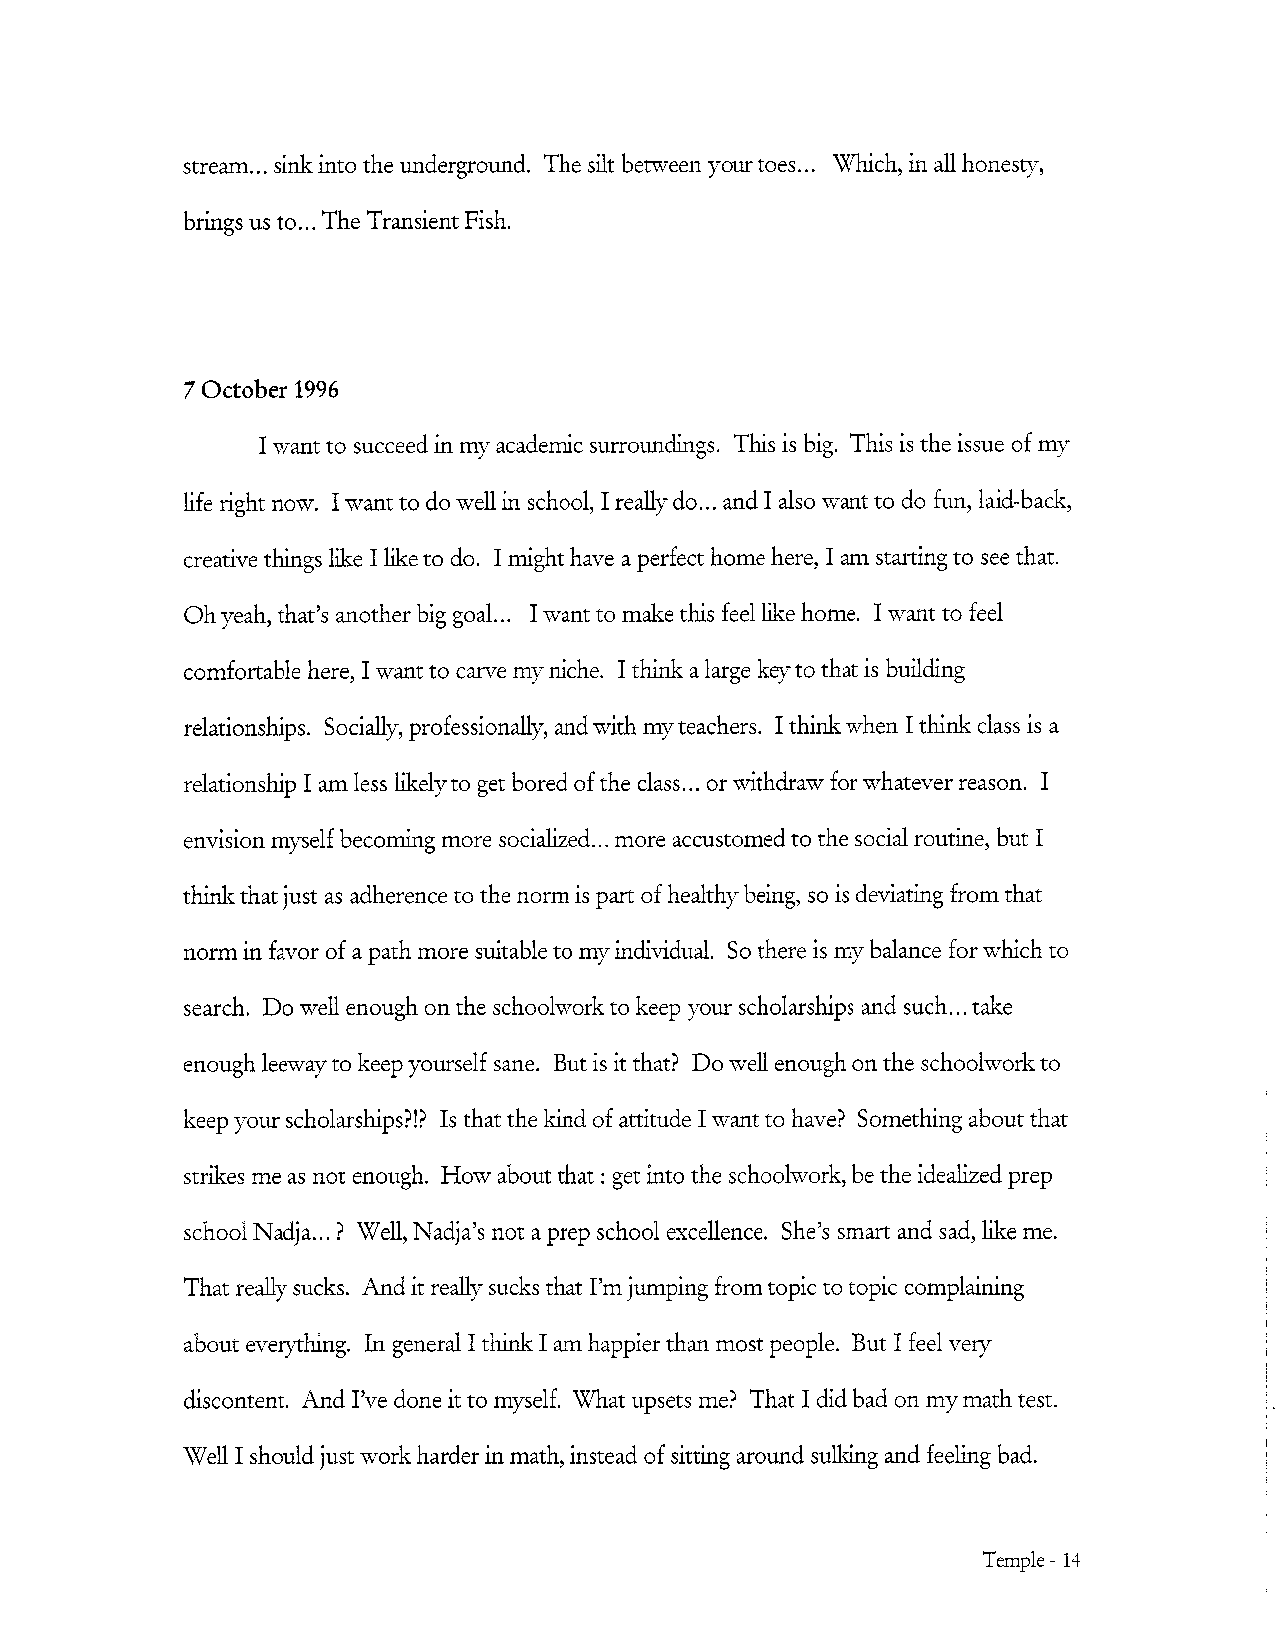 stream... sink into the underground. The silt between your toes... Which, in all honesty,
brings us to... The Transient Fish.
7 October 1996
I want to succeed in my academic surroundings. This is big. This is the issue of my
life right now. I want to do well in school, I really do... and I also want to do fun, laid-back,
creative things like I like to do. I might have a perfect home here, I am starting to see that.
Oh yeah, that's another big goal... I want to make this feel like home. I want to feel
comfortable here, I want to carve my niche. I think a large key to that is building
relationships. Socially, professionally, and with my teachers. I think when I think class is a
relationship I am less likely to get bored of the class... or withdraw for whatever reason. I
envision myself becoming more socialized... more accustomed to the social routine, but I
think that just as adherence to the norm is part of healthy being, so is deviating from that
norm in favor of a path more suitable to my individual. So there is my balance for which to
search. Do well enough on the schoolwork to keep your scholarships and such... take
enough leeway to keep yourself sane. But is it that? Do well enough on the schoolwork to
keep your scholarships?!? Is that the kind of attitude I want to have? Something about that
strikes me as not enough. How about that : get into the schoolwork, be the idealized prep
school Nadja... ? Well, Nadja's not a prep school excellence. She's smart and sad, like me.
That really sucks. And it really sucks that I'm jumping from topic to topic complaining
about everything. In general I think I am happier than most people. But I feel very
discontent. And I've done it to myself. What upsets me? That I did bad on my math test.
Well I should just work harder in math, instead of sitting around sulking and feeling bad.
Temple - 14